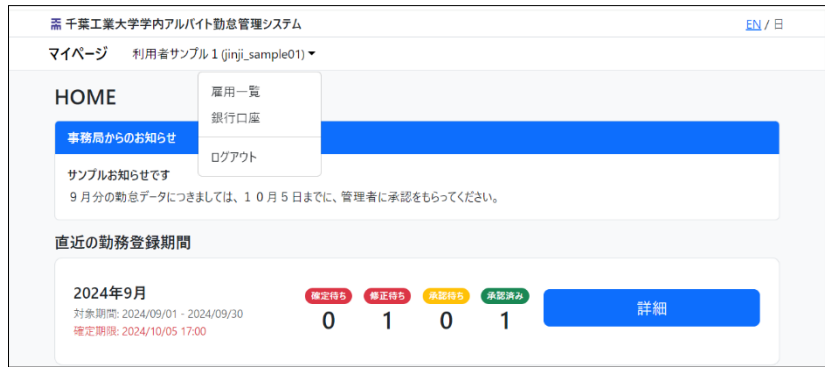 千葉工業大学学内アルバイト勤怠管理システム EN / 日
マイページ 利用者サンプル1 (jinji_sample01)
雇用一覧
銀行口座
ログアウト
HOME
事務局からのお知らせ
サンプルお知らせです
9月分の勤怠データにつきましては、10月5日までに、管理者に承認をもらってください。
直近の勤務登録期間
2024年9月
対象期間: 2024/09/01 - 2024/09/30
確定期限: 2024/10/05 17:00
確定待ち 修正待ち 承認待ち 承認済み
0 1 0 1
詳細